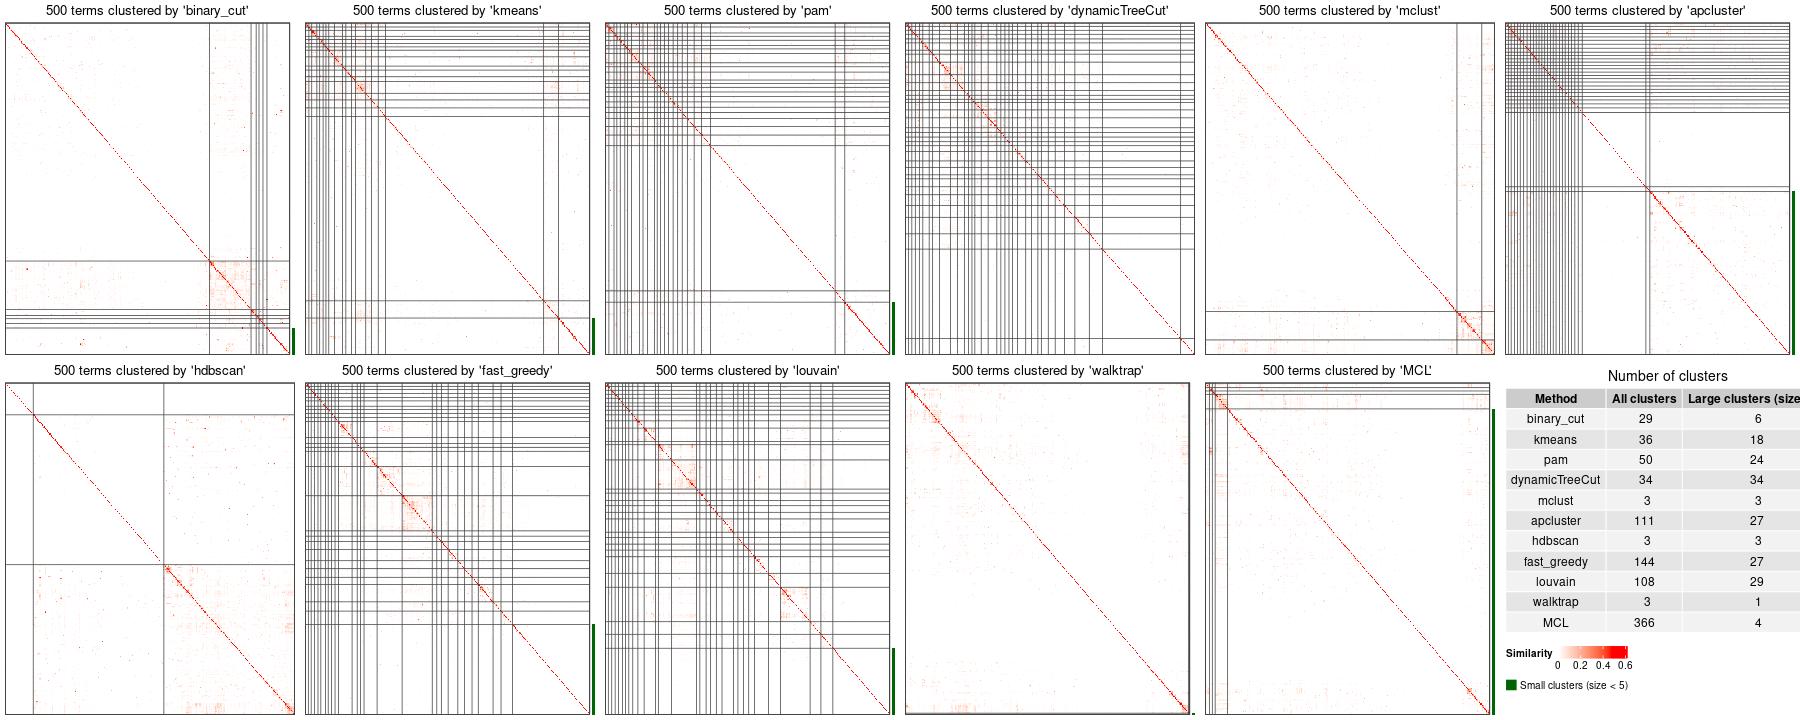 500 terms clustered by 'binary_cut'
500 terms clustered by 'kmeans'
500 terms clustered by 'pam'
500 terms clustered by 'dynamicTreeCut'
500 terms clustered by 'mclust'
500 terms clustered by 'apcluster'
500 terms clustered by 'hdbscan'
500 terms clustered by 'fast_greedy'
500 terms clustered by 'louvain'
500 terms clustered by 'walktrap'
500 terms clustered by 'MCL'
Number of clusters
Method All clusters Large clusters (size
binary_cut 29 6
kmeans 36 18
pam 50 24
dynamicTreeCut 34 34
mclust 3 3
apcluster 111 27
hdbscan 3 3
fast_greedy 144 27
louvain 108 29
walktrap 3 1
MCL 366 4
Similarity
0 0.2 0.4 0.6
Small clusters (size < 5)